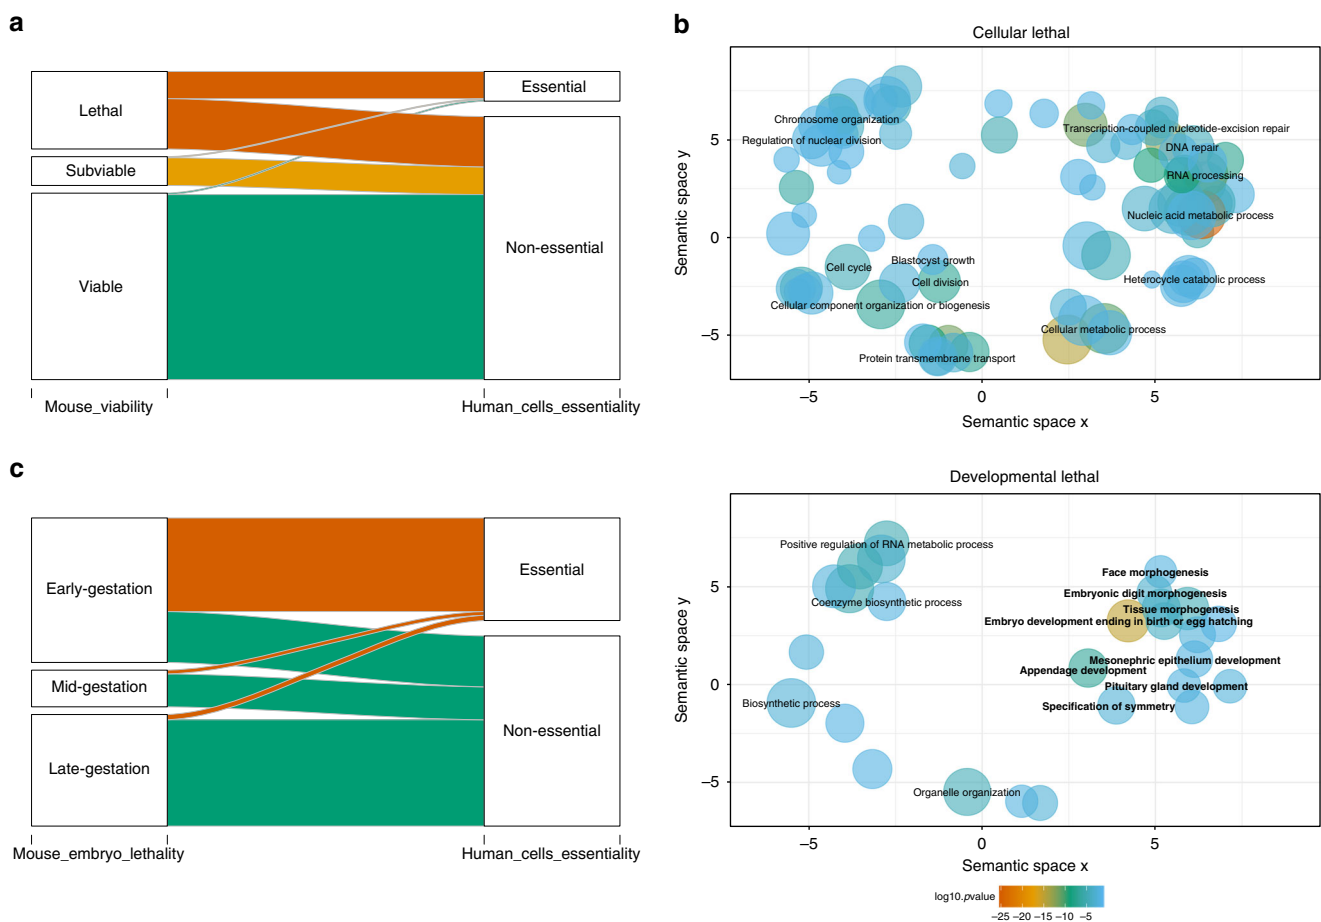 a
Lethal
Subviable
Viable
Essential
Non-essential
Mouse_viability
Human_cells_essentiality
b
Cellular lethal
Semantic space y
5
0
−5
Chromosome organization
Regulation of nuclear division
Transcription-coupled nucleotide-excision repair
DNA repair
RNA processing
Nucleic acid metabolic process
Cell cycle
Blastocyst growth
Cell division
Heterocycle catabolic process
Cellular component organization or biogenesis
Cellular metabolic process
Protein transmembrane transport
−5
0
5
Semantic space x
c
Early-gestation
Mid-gestation
Late-gestation
Essential
Non-essential
Mouse_embryo_lethality
Human_cells_essentiality
Developmental lethal
Semantic space y
5
0
−5
Positive regulation of RNA metabolic process
Coenzyme biosynthetic process
Face morphogenesis
Embryonic digit morphogenesis
Tissue morphogenesis
Embryo development ending in birth or egg hatching
Mesonephric epithelium development
Appendage development
Pituitary gland development
Biosynthetic process
Specification of symmetry
Organelle organization
−5
0
5
Semantic space x
log10.pvalue
−25 −20 −15 −10 −5